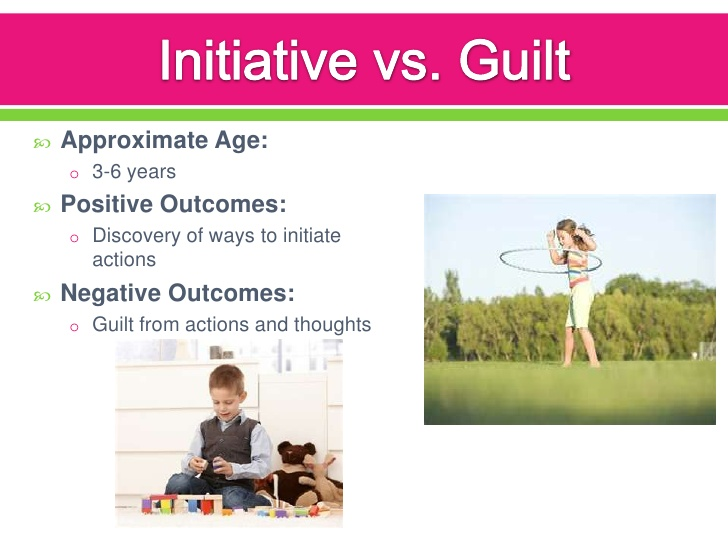 Initiative vs. Guilt
Approximate Age:
3-6 years
Positive Outcomes:
Discovery of ways to initiate
actions
Negative Outcomes:
Guilt from actions and thoughts